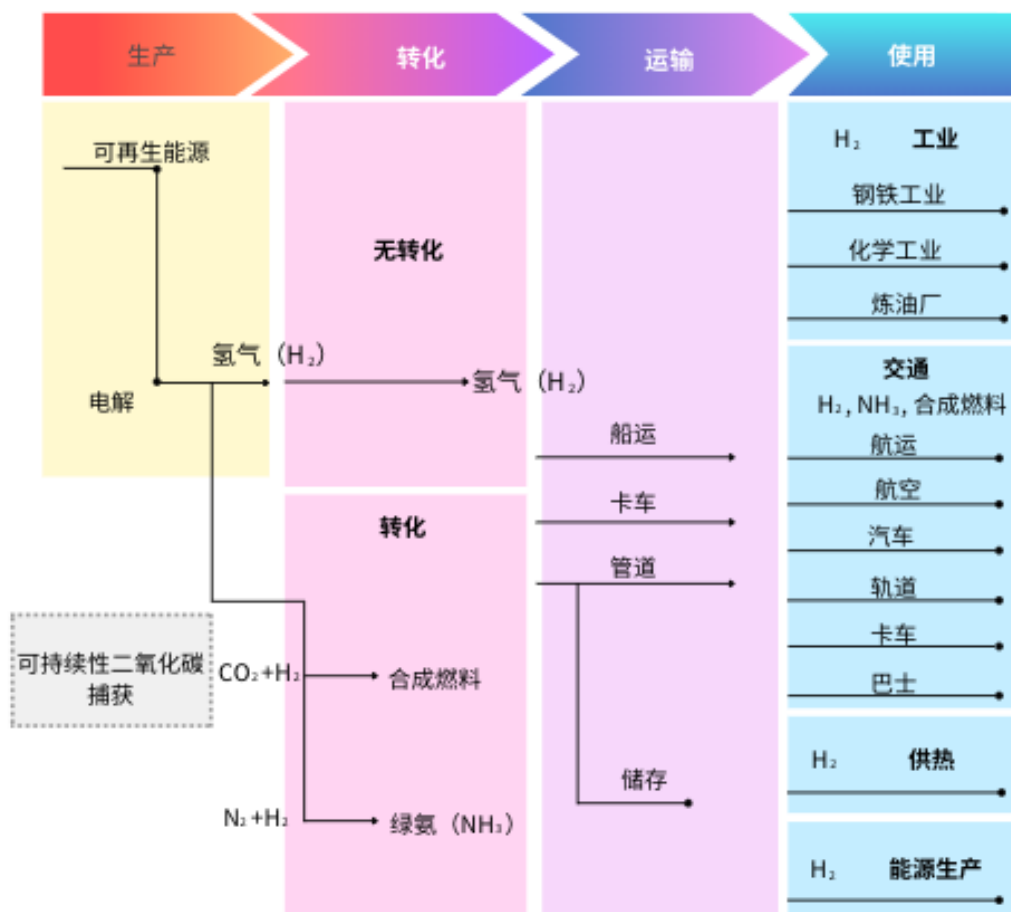 生产
转化
运输
使用
可再生能源
电解
氢气（H₂）
可持续性二氧化碳
捕获
无转化
氢气（H₂）
转化
CO₂+H₂
合成燃料
N₂+H₂
绿氨（NH₃）
船运
卡车
管道
储存
H₂ 工业
钢铁工业
化学工业
炼油厂
交通
H₂, NH₃, 合成燃料
航运
航空
汽车
轨道
卡车
巴士
H₂ 供热
H₂ 能源生产